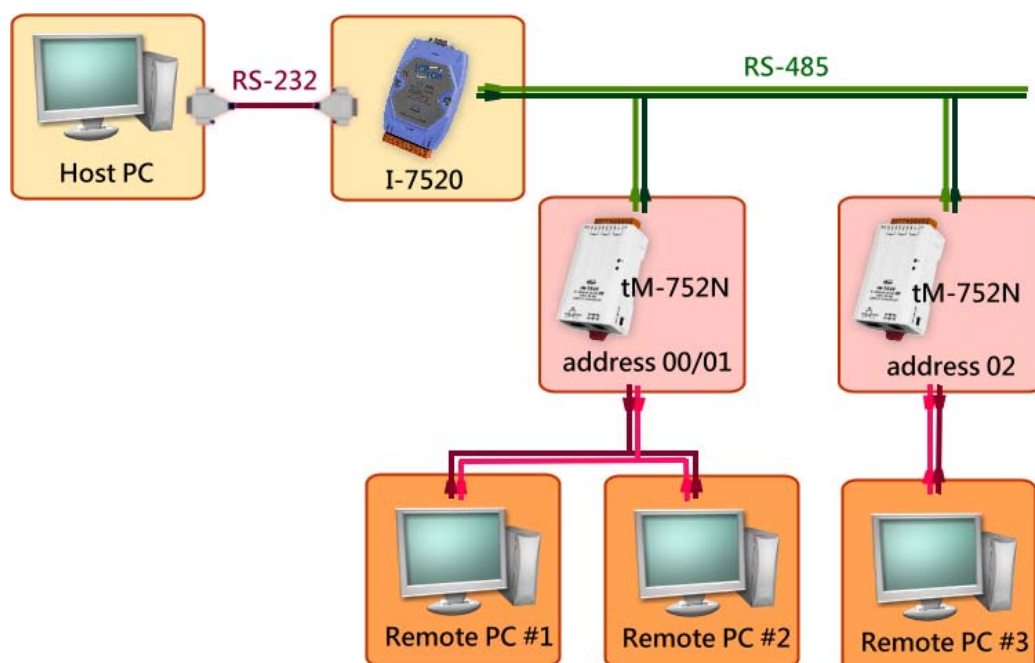 RS-232
RS-485
Host PC
I-7520
tM-752N
tM-752N
address 00/01
address 02
Remote PC #1
Remote PC #2
Remote PC #3